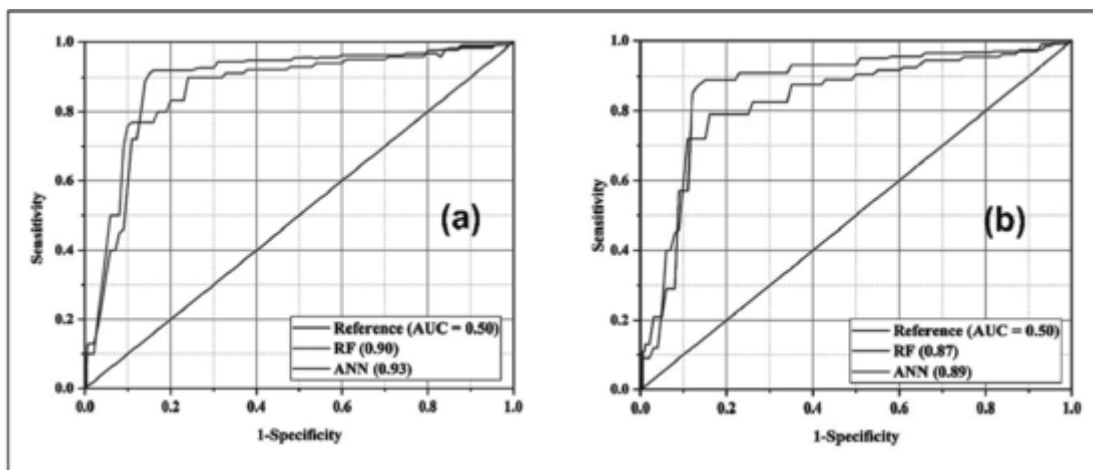 1.0
0.8
0.6
0.4
0.2
0.0
Sensitivity
(a)
Reference (AUC = 0.50)
RF (0.90)
ANN (0.93)
0.0 0.2 0.4 0.6 0.8 1.0
1-Specificity
1.0
0.8
0.6
0.4
0.2
0.0
Sensitivity
(b)
Reference (AUC = 0.50)
RF (0.87)
ANN (0.89)
0.0 0.2 0.4 0.6 0.8 1.0
1-Specificity